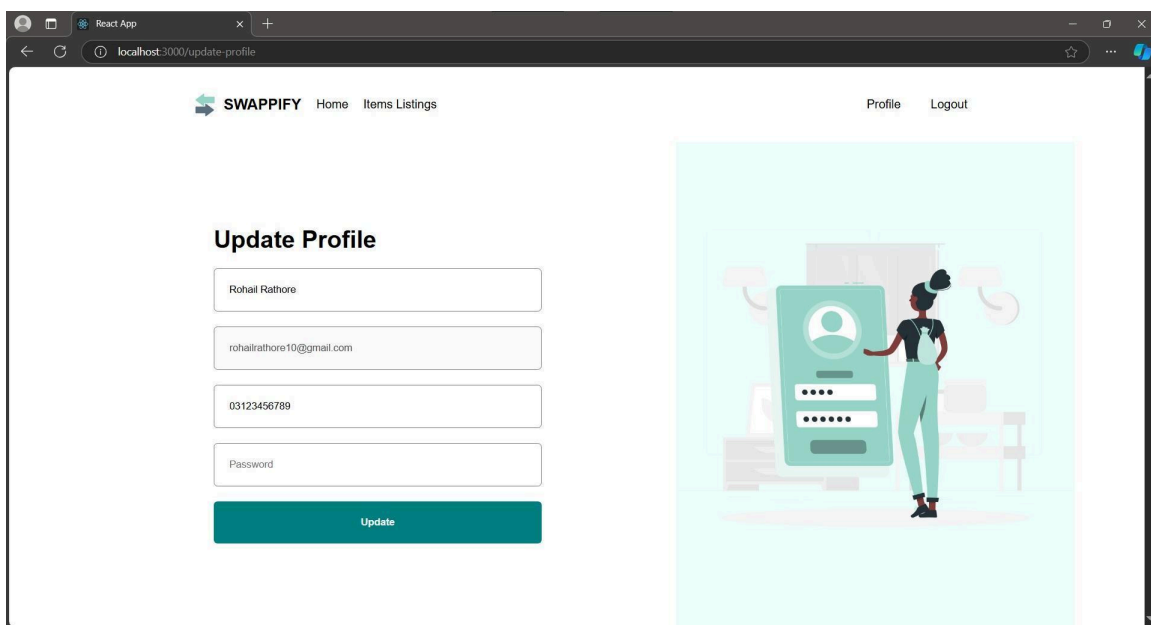 React App
localhost:3000/update-profile
SWAPPIFY Home Items Listings Profile Logout
Update Profile
Rohail Rathore
rohailrathore10@gmail.com
03123456789
Password
Update